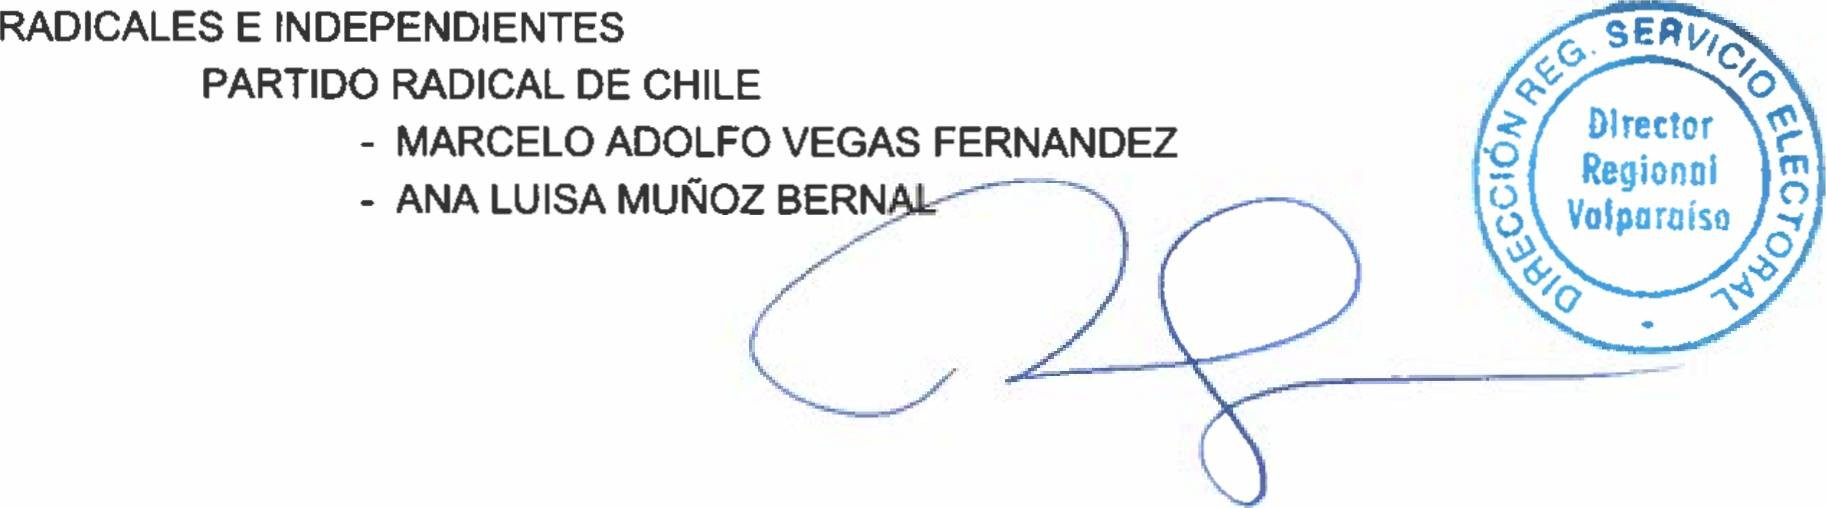 RADICALES E INDEPENDIENTES
PARTIDO RADICAL DE CHILE
- MARCELO ADOLFO VEGAS FERNANDEZ
- ANA LUISA MUÑOZ BERNAL
DIRECCIÓN REG. SERVICIO ELECTORAL
Director
Regional
Valparaíso